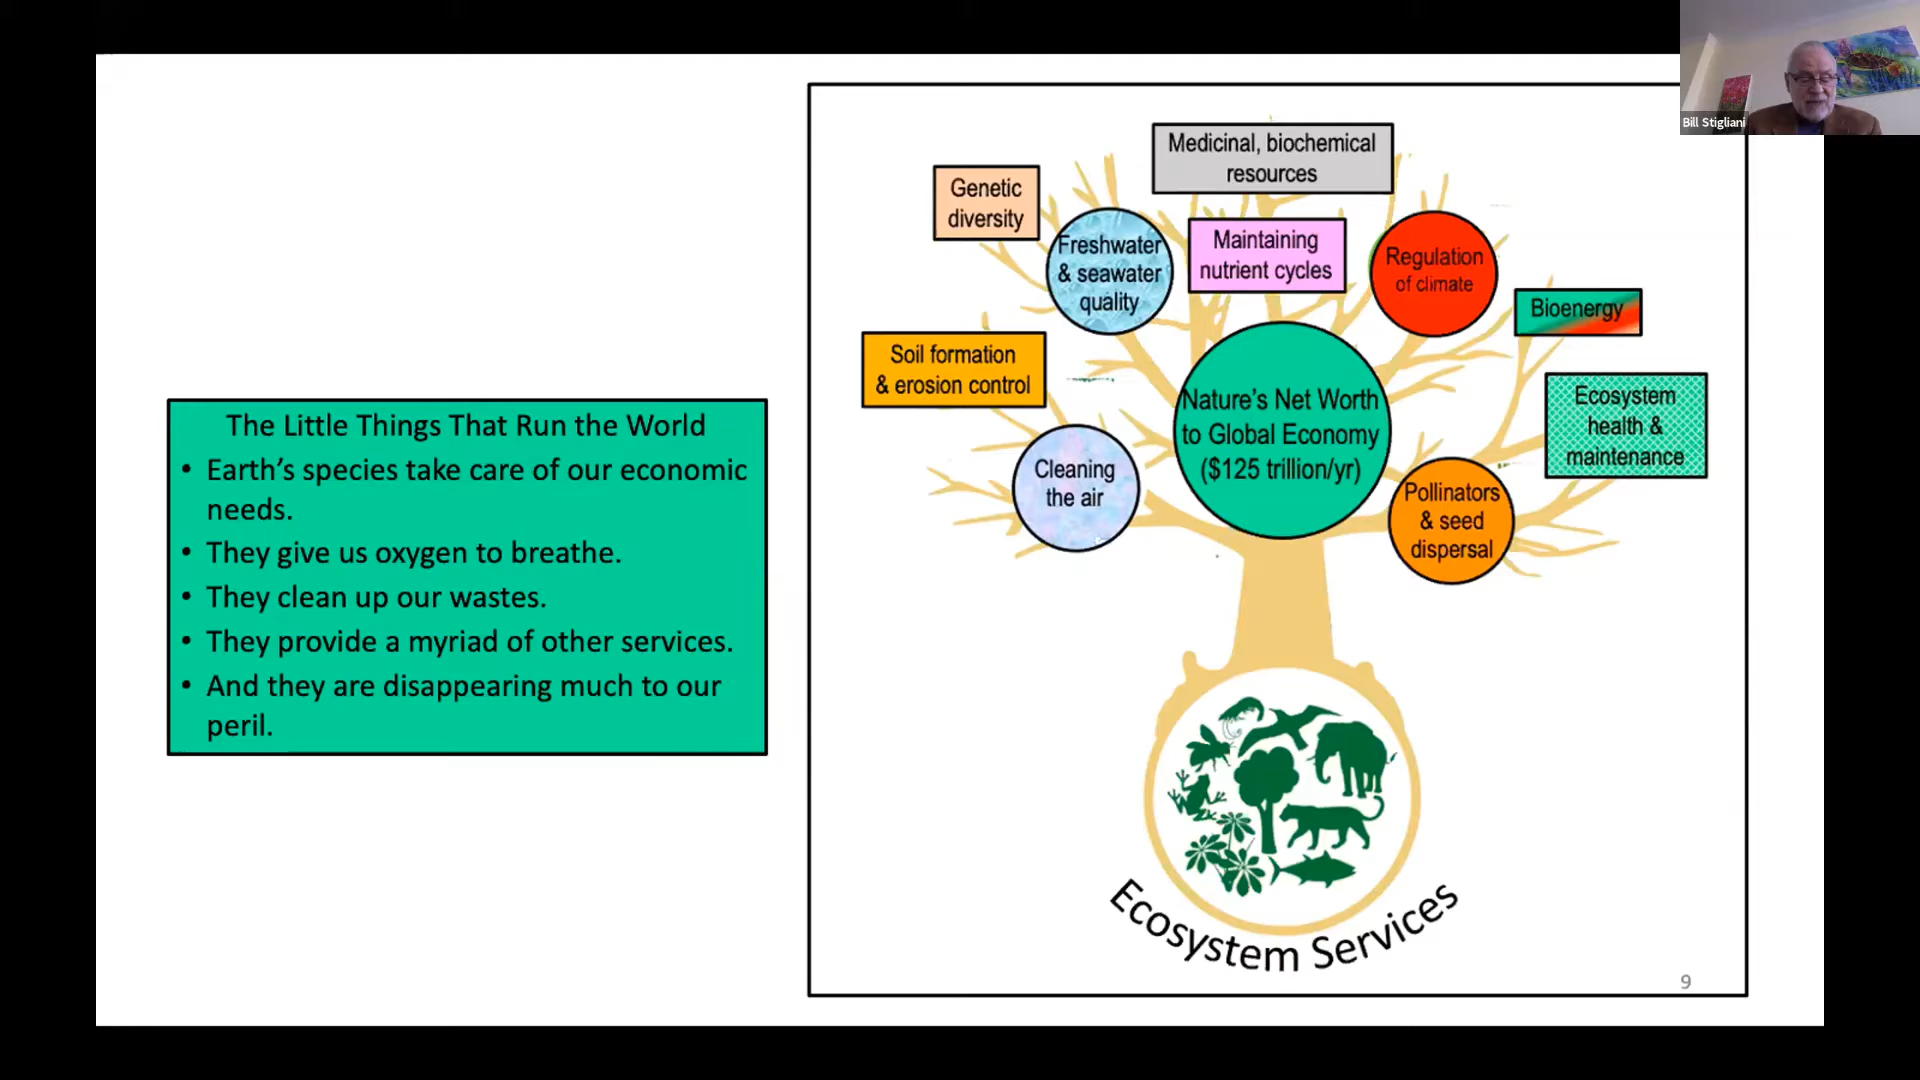 Bill Stigliani
The Little Things That Run the World
• Earth's species take care of our economic
needs.
• They give us oxygen to breathe.
• They clean up our wastes.
• They provide a myriad of other services.
• And they are disappearing much to our
peril.
Medicinal, biochemical
resources
Genetic
diversity
Freshwater
& seawater
quality
Maintaining
nutrient cycles
Regulation
of climate
Bioenergy
Soil formation
& erosion control
Nature's Net Worth
to Global Economy
($125 trillion/yr)
Ecosystem
health &
maintenance
Cleaning
the air
Pollinators
& seed
dispersal
Ecosystem Services
9